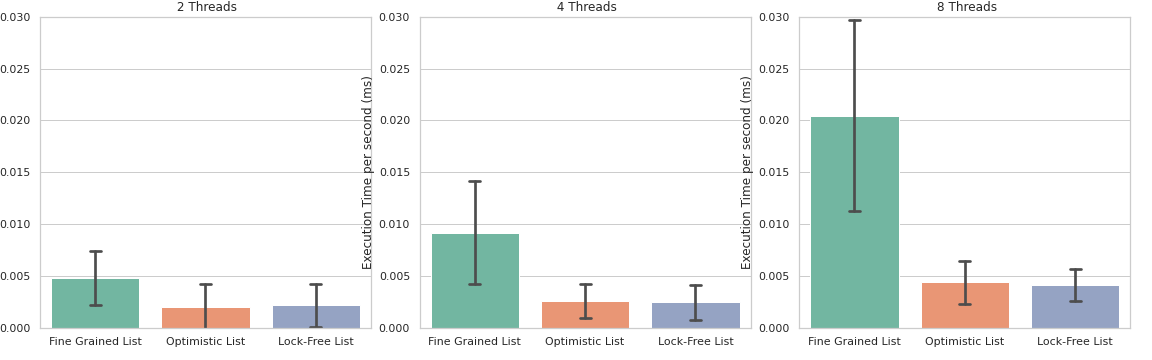 2 Threads
0.030
0.025
0.020
0.015
0.010
0.005
0.000
Fine Grained List Optimistic List Lock-Free List
4 Threads
Execution Time per second (ms)
0.030
0.025
0.020
0.015
0.010
0.005
0.000
Fine Grained List Optimistic List Lock-Free List
8 Threads
Execution Time per second (ms)
0.030
0.025
0.020
0.015
0.010
0.005
0.000
Fine Grained List Optimistic List Lock-Free List